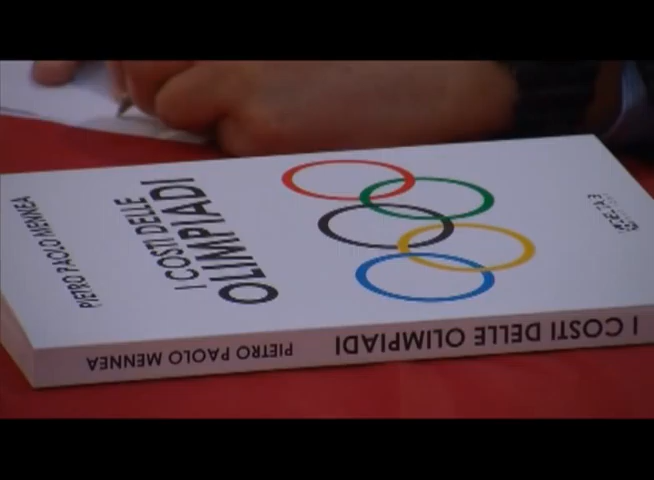 PIETRO PAOLO MENNEA
I COSTI DELLE
OLIMPIADI
PIETRO PAOLO MENNEA
I COSTI DELLE OLIMPIADI